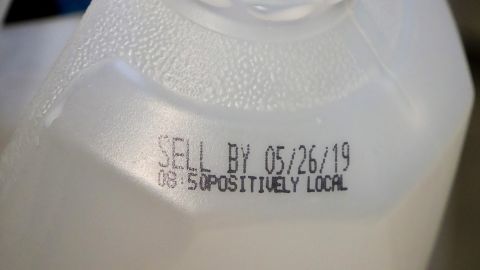 SELL BY 05/26/19
08:50POSITIVELY LOCAL